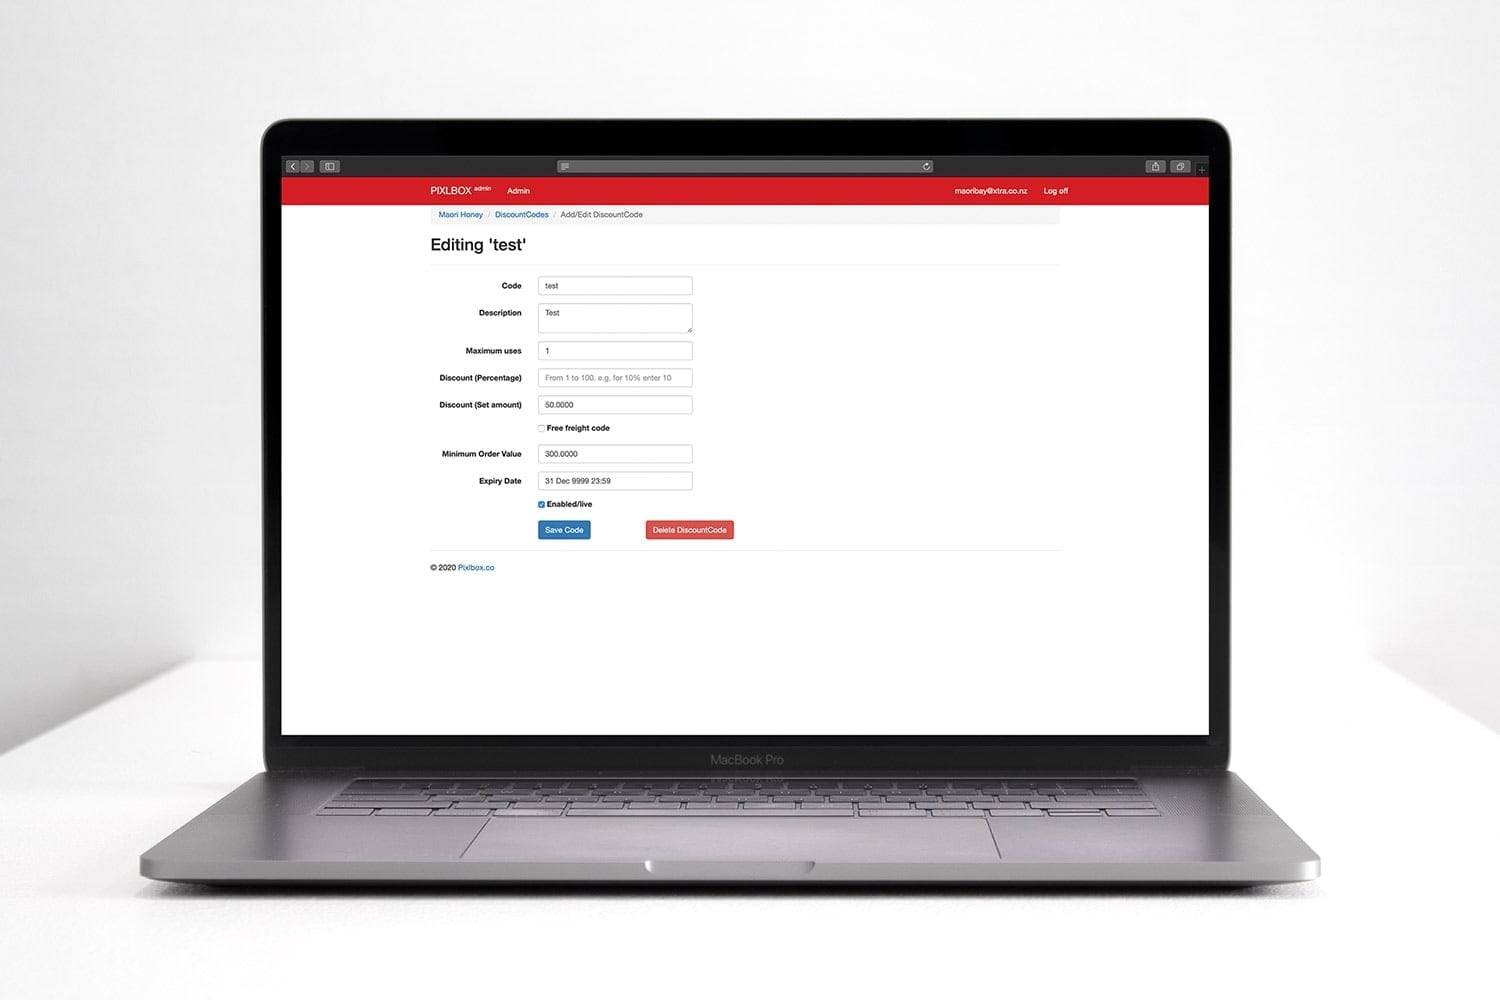 PIXLBOX admin Admin maoribay@xtra.co.nz Log off
Maori Honey / DiscountCodes / Add/Edit DiscountCode
Editing 'test'
Code test
Description Test
Maximum uses 1
Discount (Percentage) From 1 to 100. e.g. for 10% enter 10
Discount (Set amount) 50.0000
Free freight code
Minimum Order Value 300.0000
Expiry Date 31 Dec 9999 23:59
Enabled/live
Save Code Delete DiscountCode
© 2020 Pixlbox.co
MacBook Pro